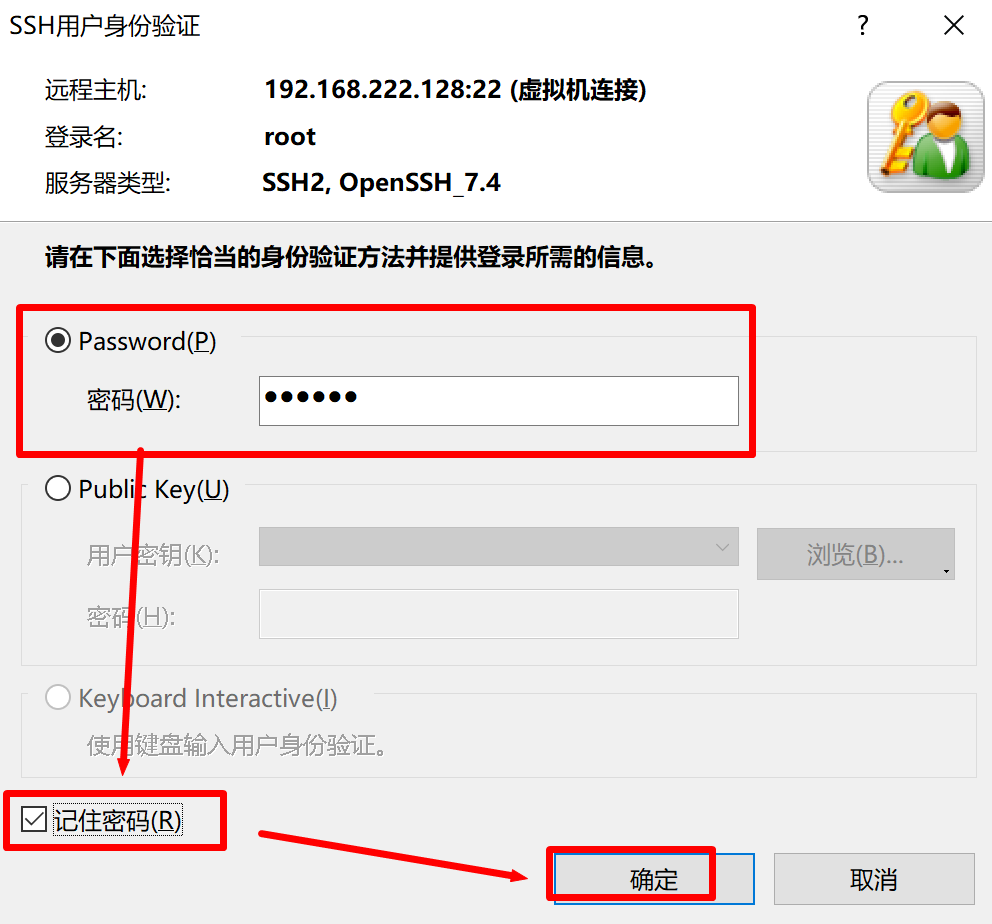 SSH用户身份验证
?
远程主机: 192.168.222.128:22 (虚拟机连接)
登录名: root
服务器类型: SSH2, OpenSSH_7.4
请在下面选择恰当的身份验证方法并提供登录所需的信息。
Password(P)
密码(W): ●●●●●●
Public Key(U)
用户密钥(K):
浏览(B)...
密码(H):
Keyboard Interactive(I)
使用键盘输入用户身份验证。
记住密码(R)
确定 取消